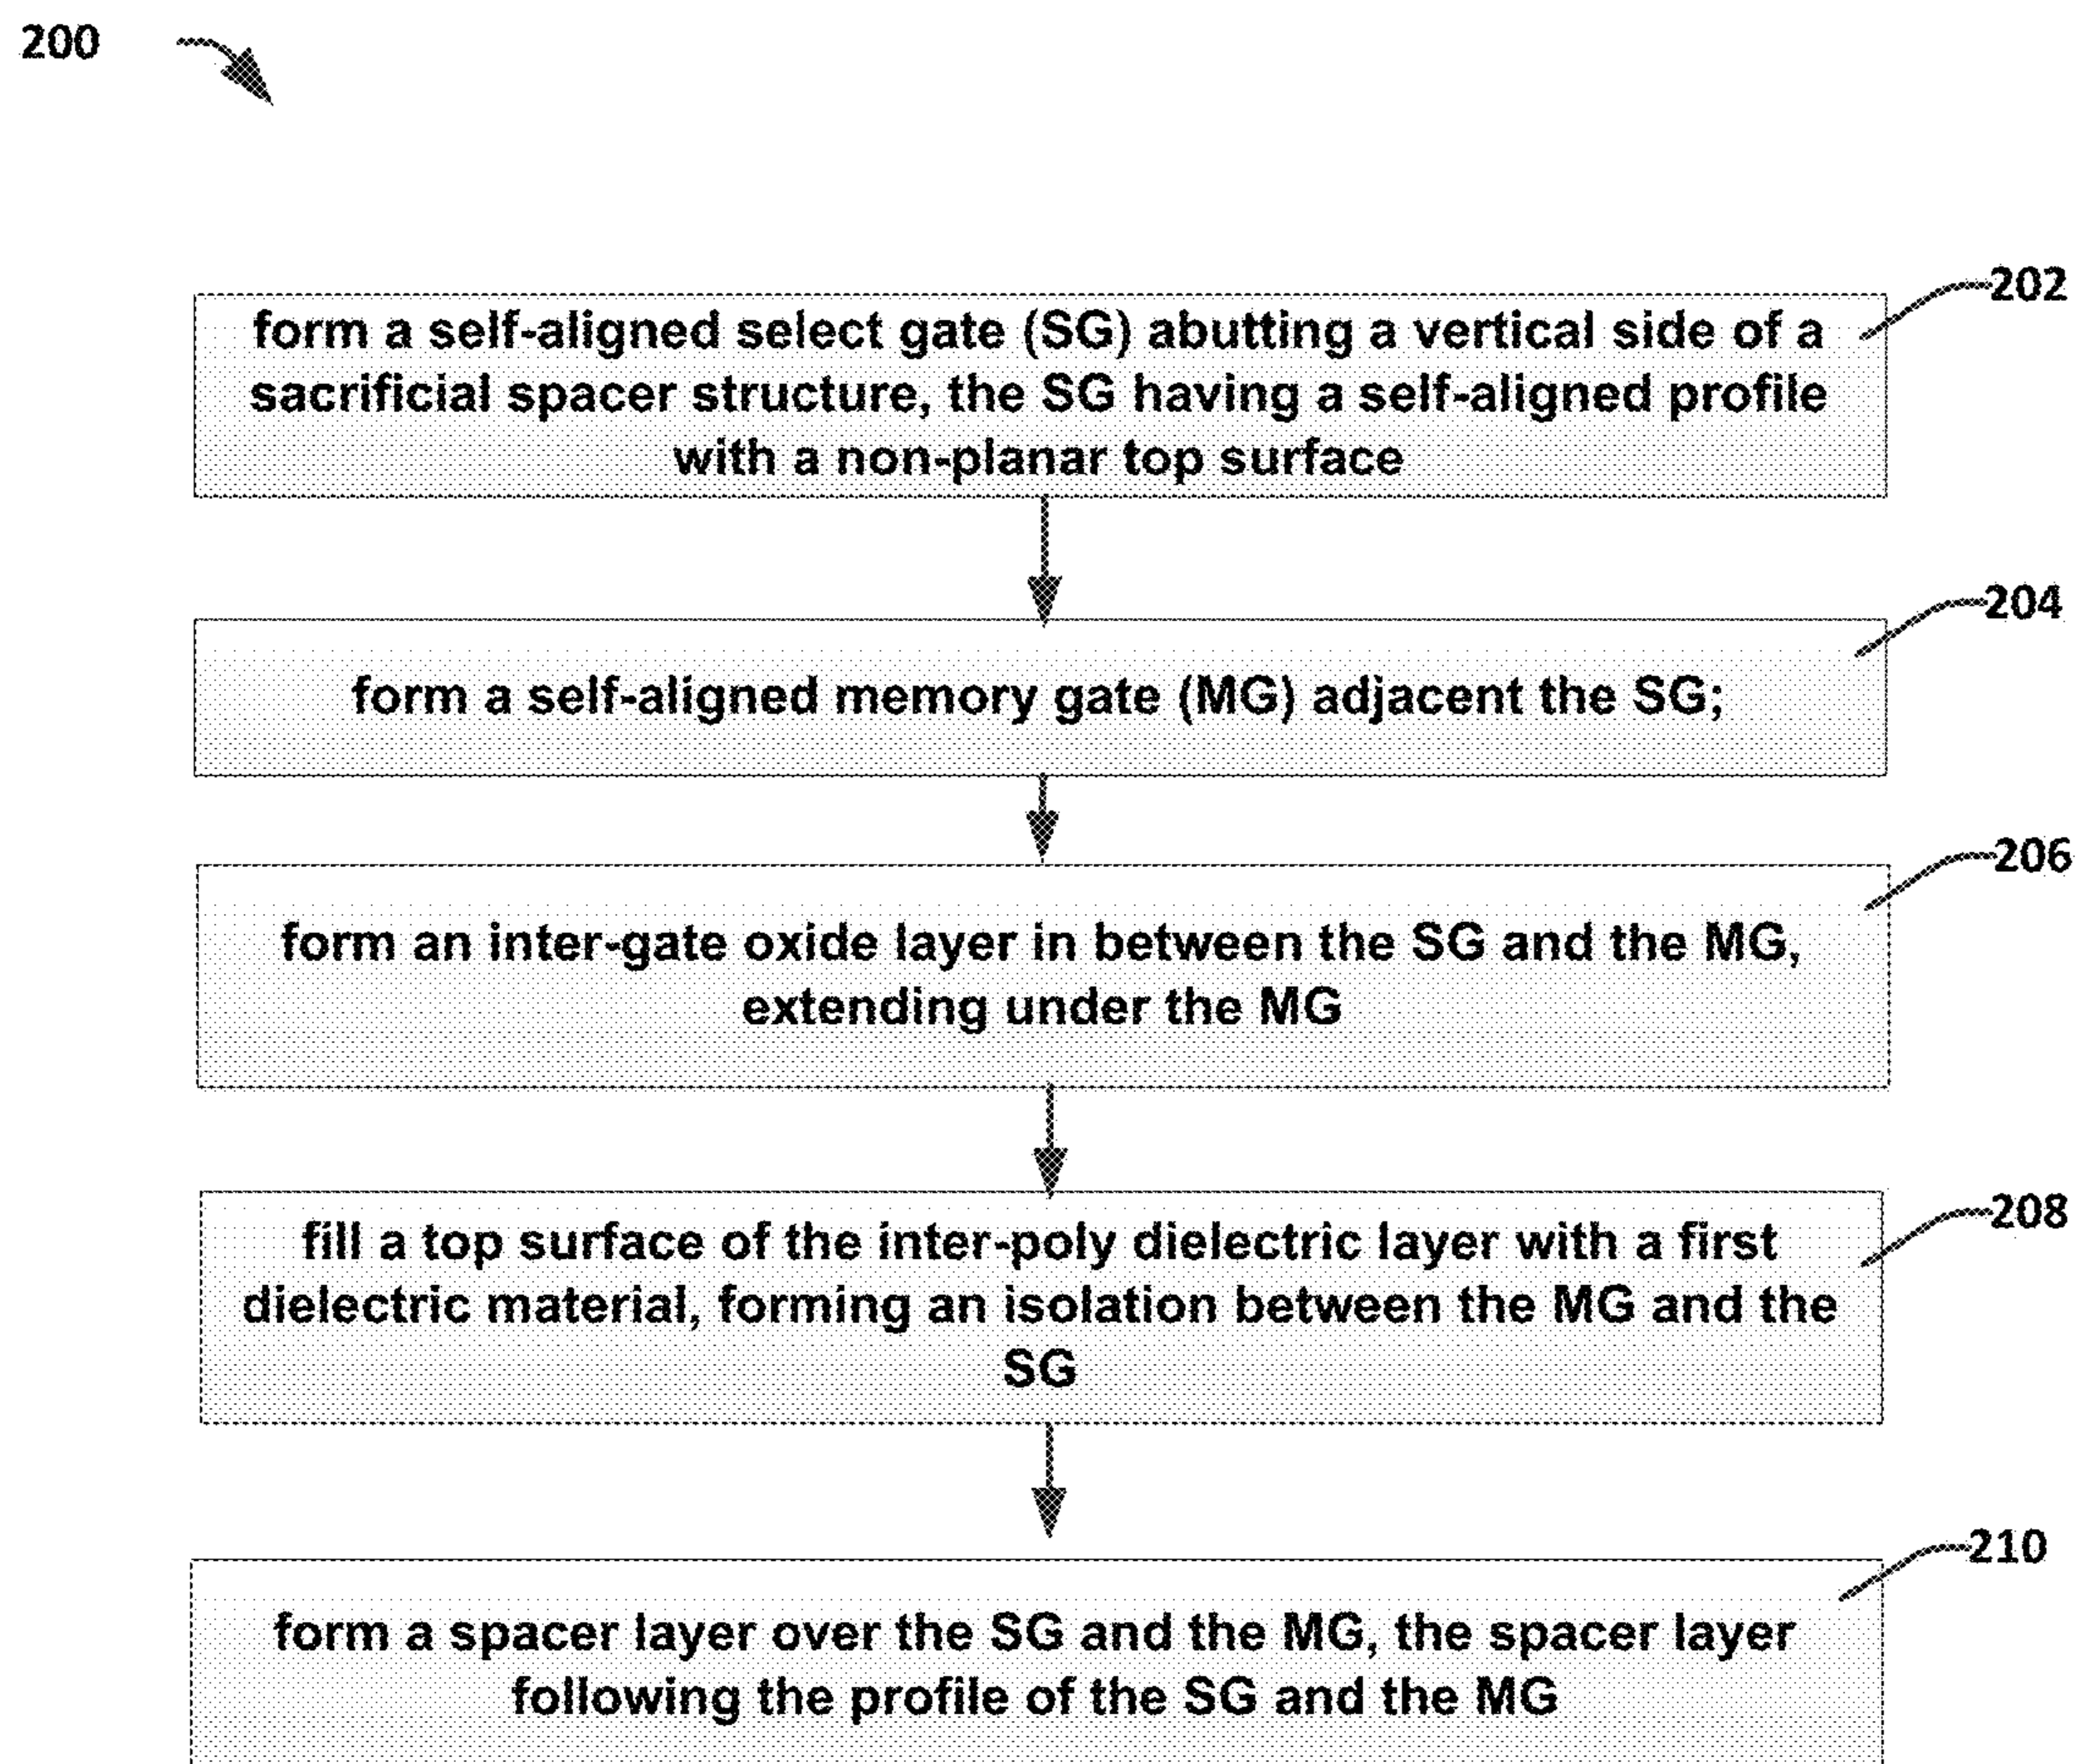 200
202
form a self-aligned select gate (SG) abutting a vertical side of a
sacrificial spacer structure, the SG having a self-aligned profile
with a non-planar top surface
204
form a self-aligned memory gate (MG) adjacent the SG;
206
form an inter-gate oxide layer in between the SG and the MG,
extending under the MG
208
fill a top surface of the inter-poly dielectric layer with a first
dielectric material, forming an isolation between the MG and the
SG
210
form a spacer layer over the SG and the MG, the spacer layer
following the profile of the SG and the MG